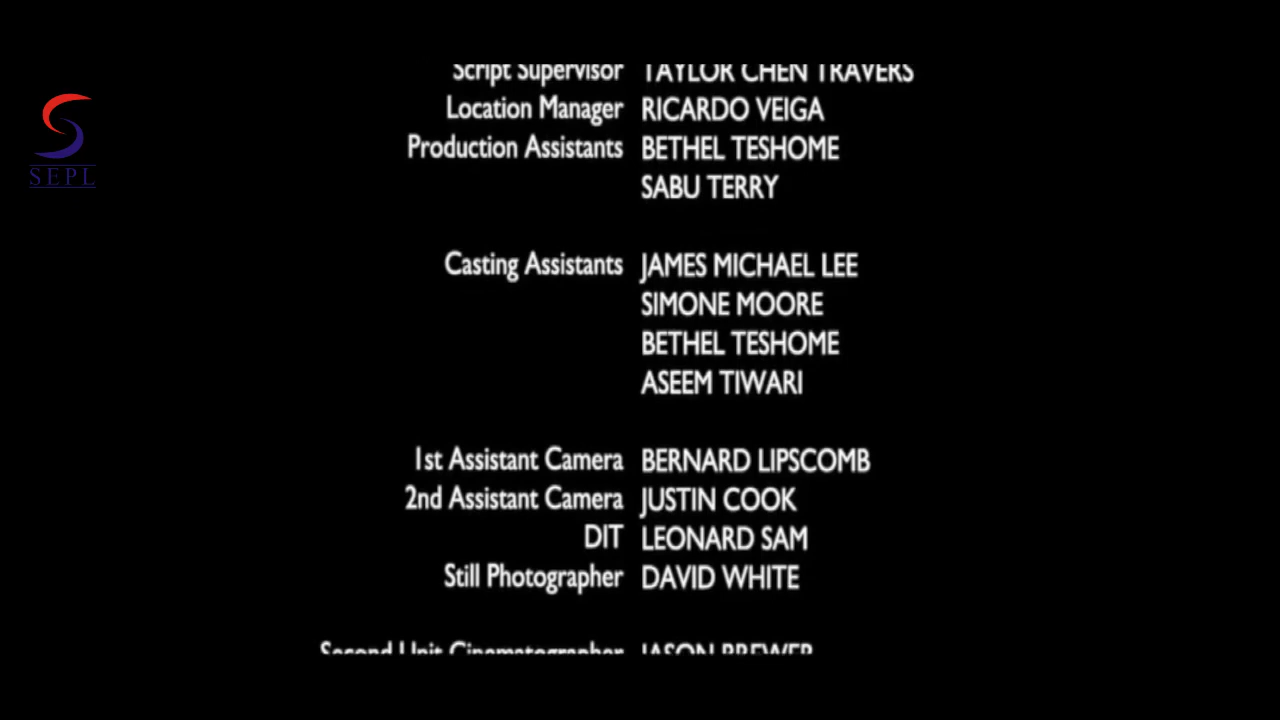 Script Supervisor TAYLOR CHEN TRAVERS
Location Manager RICARDO VEIGA
Production Assistants BETHEL TESHOME
SABU TERRY
SEPL
Casting Assistants JAMES MICHAEL LEE
SIMONE MOORE
BETHEL TESHOME
ASEEM TIWARI
1st Assistant Camera BERNARD LIPSCOMB
2nd Assistant Camera JUSTIN COOK
DIT LEONARD SAM
Still Photographer DAVID WHITE
Second Unit Cinematographer JASON BREWER